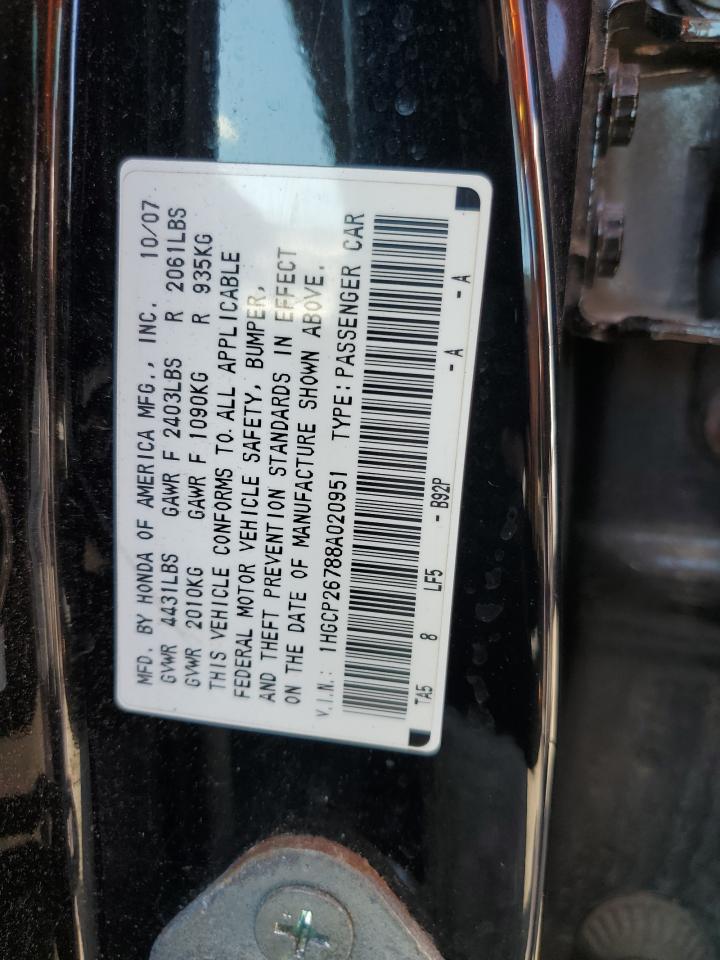 MFD. BY HONDA OF AMERICA MFG., INC. 10/07
GVWR 4431LBS GAWR F 2403LBS R 2061LBS
GVWR 2010KG GAWR F 1090KG R 935KG
THIS VEHICLE CONFORMS TO ALL APPLICABLE
FEDERAL MOTOR VEHICLE SAFETY, BUMPER,
AND THEFT PREVENTION STANDARDS IN EFFECT
ON THE DATE OF MANUFACTURE SHOWN ABOVE.
V.I.N.: 1HGCP26788A020951 TYPE: PASSENGER CAR
TA5 8 LF5 - B92P - A - A